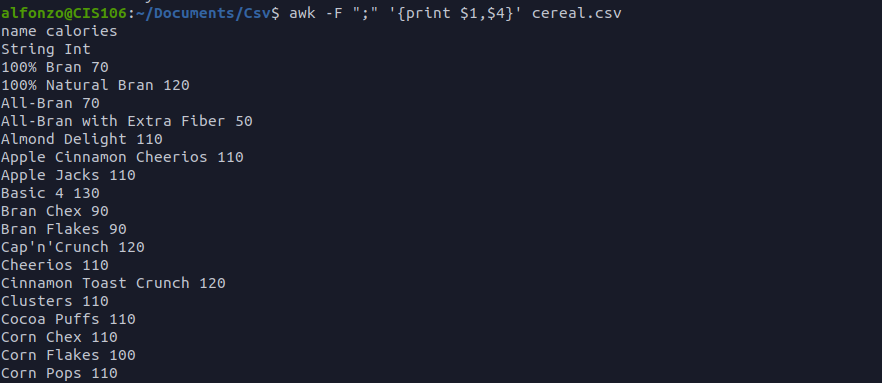 alfonzo@CIS106:~/Documents/Csv$ awk -F ";" '{print $1,$4}' cereal.csv
name calories
String Int
100% Bran 70
100% Natural Bran 120
All-Bran 70
All-Bran with Extra Fiber 50
Almond Delight 110
Apple Cinnamon Cheerios 110
Apple Jacks 110
Basic 4 130
Bran Chex 90
Bran Flakes 90
Cap'n'Crunch 120
Cheerios 110
Cinnamon Toast Crunch 120
Clusters 110
Cocoa Puffs 110
Corn Chex 110
Corn Flakes 100
Corn Pops 110